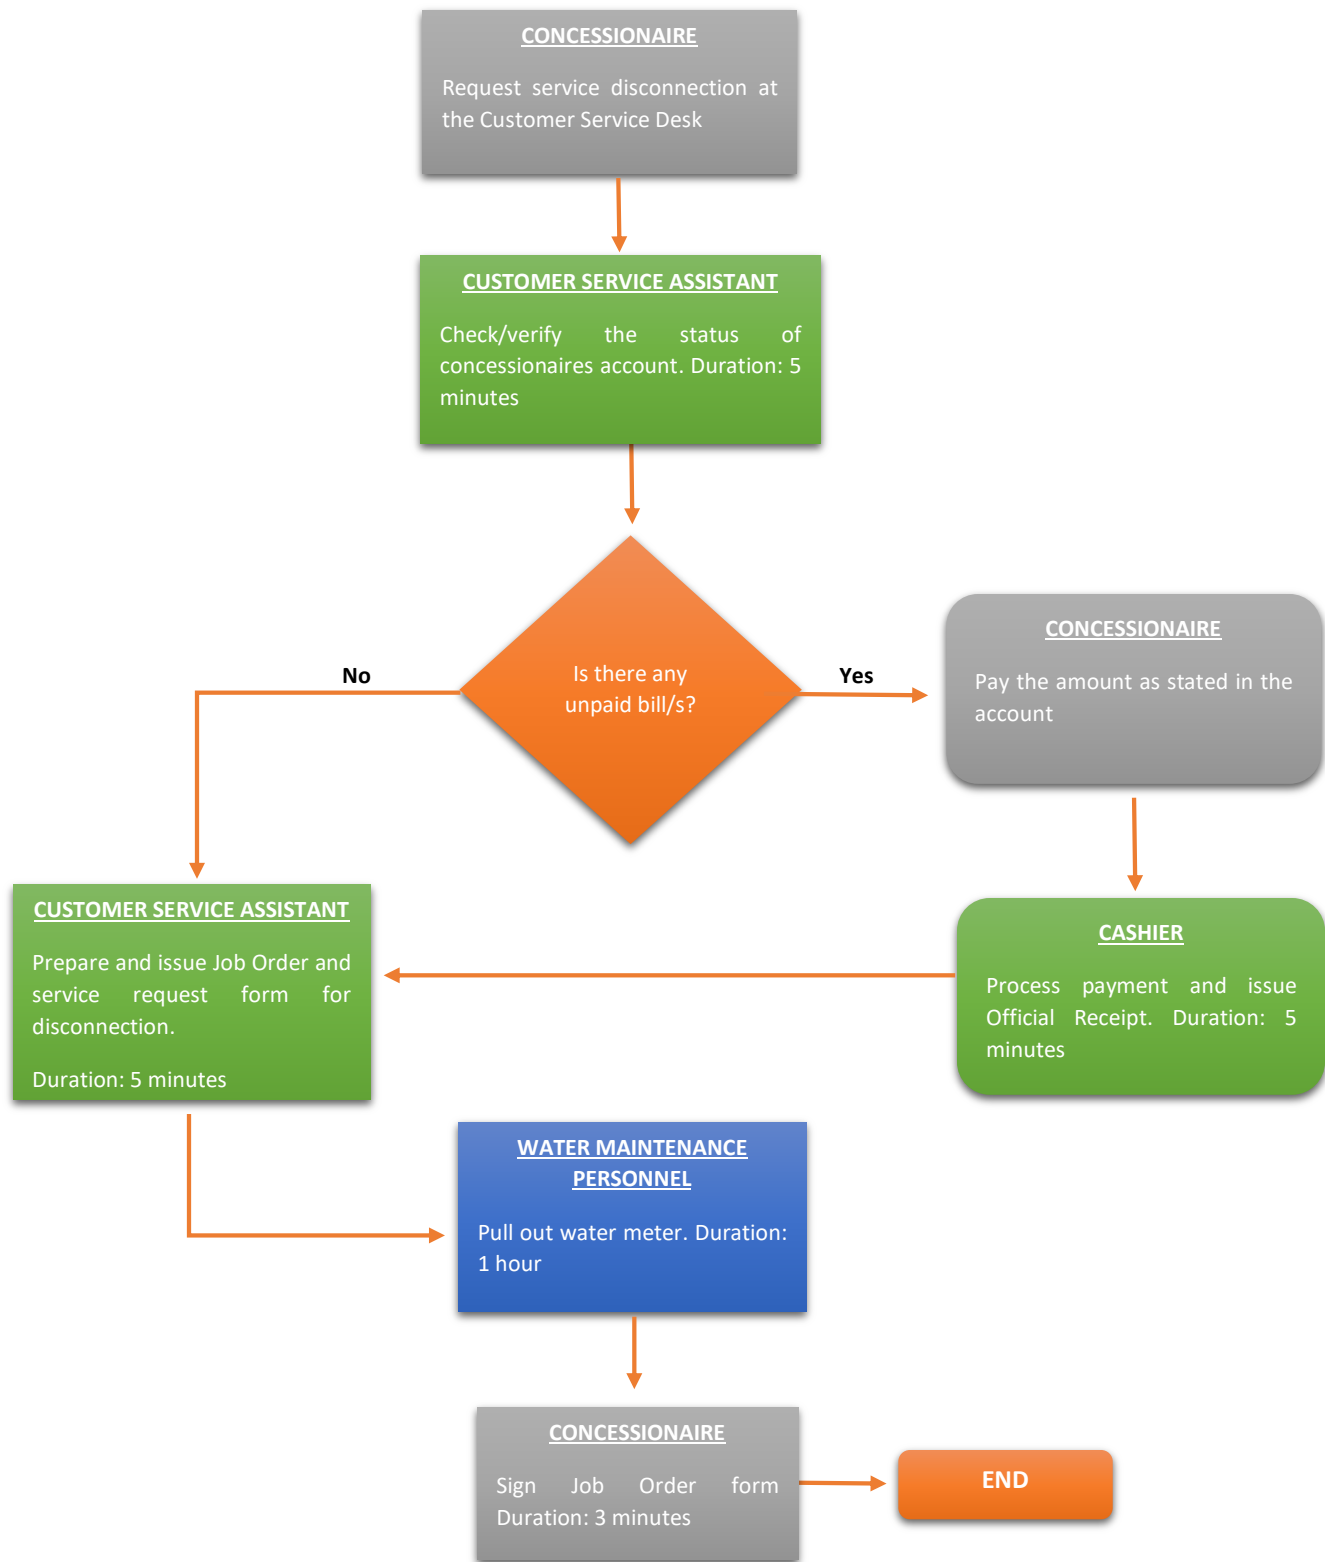 CONCESSIONAIRE
Request service disconnection at
the Customer Service Desk
CUSTOMER SERVICE ASSISTANT
Check/verify the status of
concessionaires account. Duration: 5
minutes
Is there any
unpaid bill/s?
No
Yes
CONCESSIONAIRE
Pay the amount as stated in the
account
CUSTOMER SERVICE ASSISTANT
Prepare and issue Job Order and
service request form for
disconnection.
Duration: 5 minutes
CASHIER
Process payment and issue
Official Receipt. Duration: 5
minutes
WATER MAINTENANCE
PERSONNEL
Pull out water meter. Duration:
1 hour
CONCESSIONAIRE
Sign Job Order form
Duration: 3 minutes
END